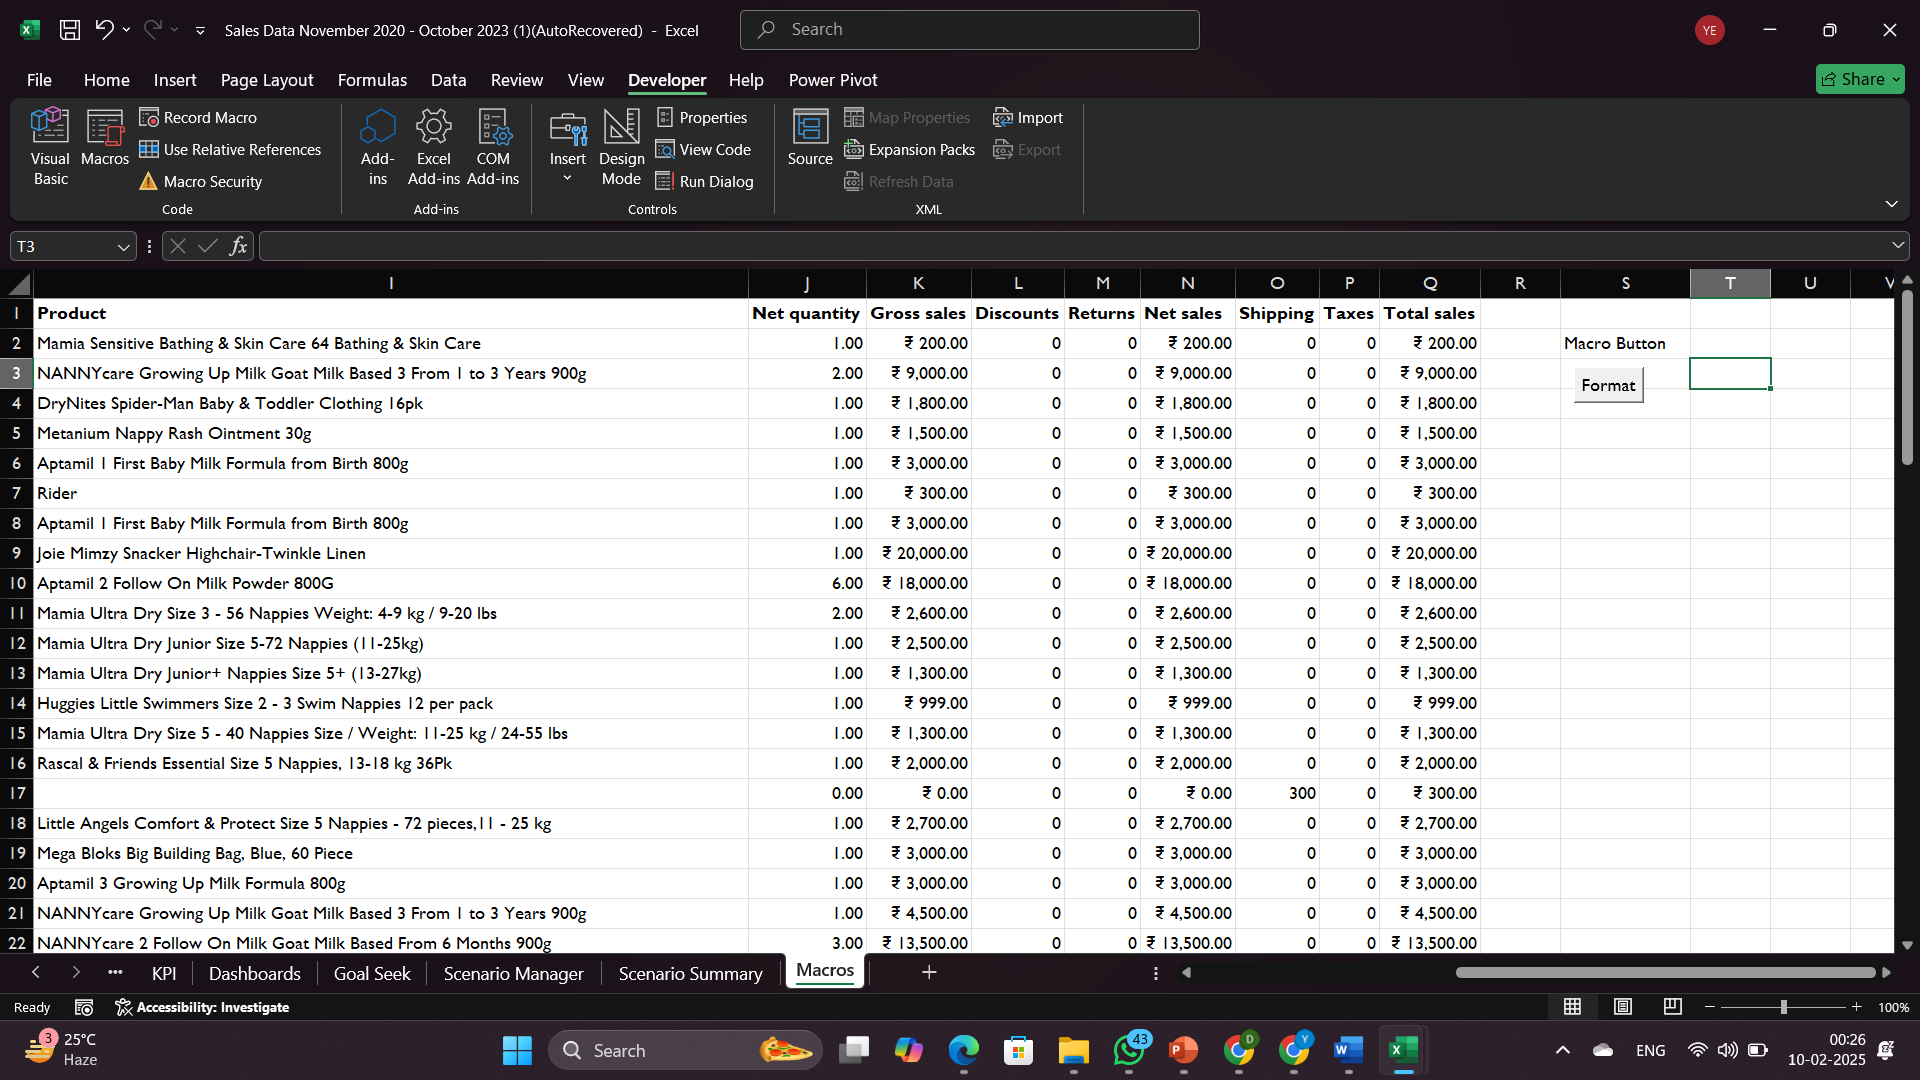 Sales Data November 2020 - October 2023 (1)(AutoRecovered) - Excel
Search
YE
File Home Insert Page Layout Formulas Data Review View Developer Help Power Pivot
Share
Visual Basic
Macros
Record Macro
Use Relative References
Macro Security
Code
Add-ins
Excel Add-ins
COM Add-ins
Add-ins
Insert
Design Mode
Properties
View Code
Run Dialog
Controls
Source
Map Properties
Expansion Packs
Refresh Data
Import
Export
XML
T3
fx
I J K L M N O P Q R S T U V
1 Product Net quantity Gross sales Discounts Returns Net sales Shipping Taxes Total sales
2 Mamia Sensitive Bathing & Skin Care 64 Bathing & Skin Care 1.00 ₹ 200.00 0 0 ₹ 200.00 0 0 ₹ 200.00 Macro Button
3 NANNYcare Growing Up Milk Goat Milk Based 3 From 1 to 3 Years 900g 2.00 ₹ 9,000.00 0 0 ₹ 9,000.00 0 0 ₹ 9,000.00
Format
4 DryNites Spider-Man Baby & Toddler Clothing 16pk 1.00 ₹ 1,800.00 0 0 ₹ 1,800.00 0 0 ₹ 1,800.00
5 Metanium Nappy Rash Ointment 30g 1.00 ₹ 1,500.00 0 0 ₹ 1,500.00 0 0 ₹ 1,500.00
6 Aptamil 1 First Baby Milk Formula from Birth 800g 1.00 ₹ 3,000.00 0 0 ₹ 3,000.00 0 0 ₹ 3,000.00
7 Rider 1.00 ₹ 300.00 0 0 ₹ 300.00 0 0 ₹ 300.00
8 Aptamil 1 First Baby Milk Formula from Birth 800g 1.00 ₹ 3,000.00 0 0 ₹ 3,000.00 0 0 ₹ 3,000.00
9 Joie Mimzy Snacker Highchair-Twinkle Linen 1.00 ₹ 20,000.00 0 0 ₹ 20,000.00 0 0 ₹ 20,000.00
10 Aptamil 2 Follow On Milk Powder 800G 6.00 ₹ 18,000.00 0 0 ₹ 18,000.00 0 0 ₹ 18,000.00
11 Mamia Ultra Dry Size 3 - 56 Nappies Weight: 4-9 kg / 9-20 lbs 2.00 ₹ 2,600.00 0 0 ₹ 2,600.00 0 0 ₹ 2,600.00
12 Mamia Ultra Dry Junior Size 5-72 Nappies (11-25kg) 1.00 ₹ 2,500.00 0 0 ₹ 2,500.00 0 0 ₹ 2,500.00
13 Mamia Ultra Dry Junior+ Nappies Size 5+ (13-27kg) 1.00 ₹ 1,300.00 0 0 ₹ 1,300.00 0 0 ₹ 1,300.00
14 Huggies Little Swimmers Size 2 - 3 Swim Nappies 12 per pack 1.00 ₹ 999.00 0 0 ₹ 999.00 0 0 ₹ 999.00
15 Mamia Ultra Dry Size 5 - 40 Nappies Size / Weight: 11-25 kg / 24-55 lbs 1.00 ₹ 1,300.00 0 0 ₹ 1,300.00 0 0 ₹ 1,300.00
16 Rascal & Friends Essential Size 5 Nappies, 13-18 kg 36Pk 1.00 ₹ 2,000.00 0 0 ₹ 2,000.00 0 0 ₹ 2,000.00
17 0.00 ₹ 0.00 0 0 ₹ 0.00 300 0 ₹ 300.00
18 Little Angels Comfort & Protect Size 5 Nappies - 72 pieces,11 - 25 kg 1.00 ₹ 2,700.00 0 0 ₹ 2,700.00 0 0 ₹ 2,700.00
19 Mega Bloks Big Building Bag, Blue, 60 Piece 1.00 ₹ 3,000.00 0 0 ₹ 3,000.00 0 0 ₹ 3,000.00
20 Aptamil 3 Growing Up Milk Formula 800g 1.00 ₹ 3,000.00 0 0 ₹ 3,000.00 0 0 ₹ 3,000.00
21 NANNYcare Growing Up Milk Goat Milk Based 3 From 1 to 3 Years 900g 1.00 ₹ 4,500.00 0 0 ₹ 4,500.00 0 0 ₹ 4,500.00
22 NANNYcare 2 Follow On Milk Goat Milk Based From 6 Months 900g 3.00 ₹ 13,500.00 0 0 ₹ 13,500.00 0 0 ₹ 13,500.00
KPI Dashboards Goal Seek Scenario Manager Scenario Summary Macros
Ready Accessibility: Investigate 100%
3 25°C
Haze
Search
43
D
Y
ENG
00:26
10-02-2025